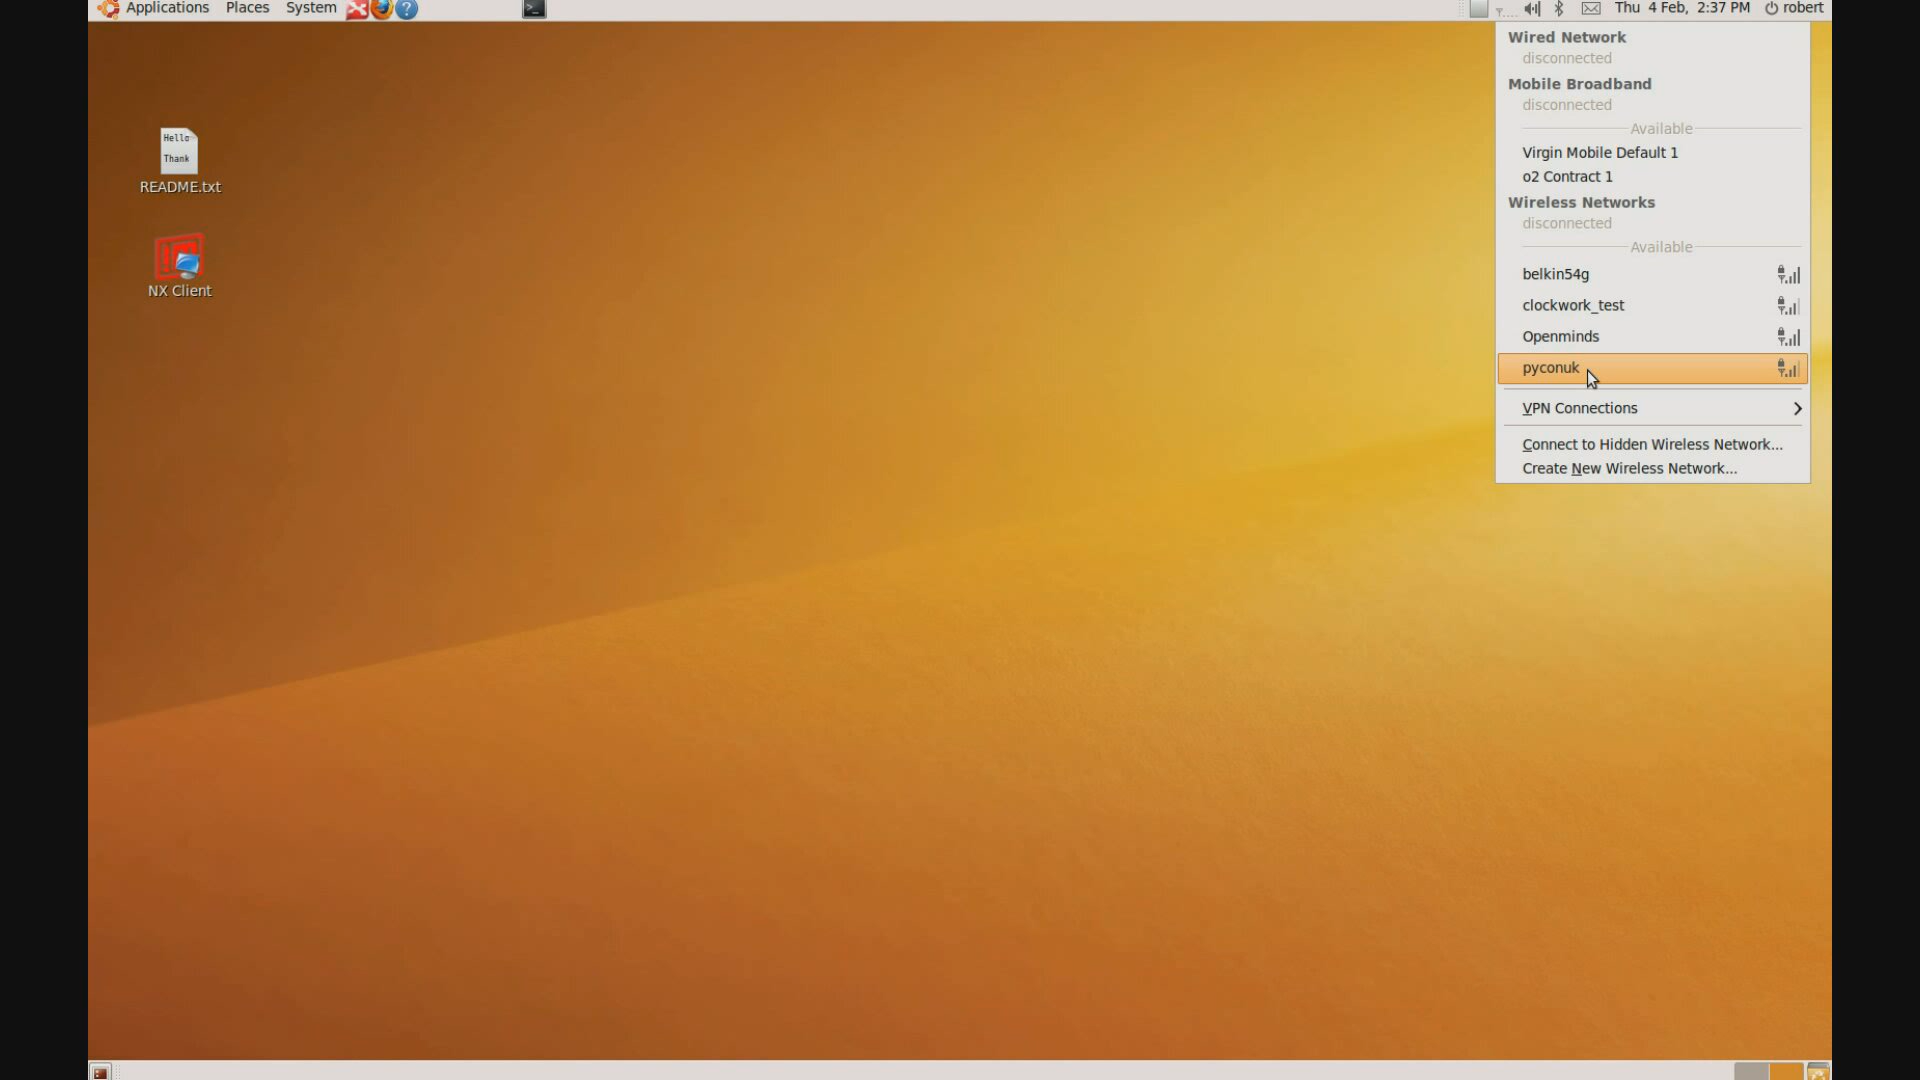 Applications Places System
Thu 4 Feb, 2:37 PM robert
Wired Network
disconnected
Mobile Broadband
disconnected
Available
Virgin Mobile Default 1
o2 Contract 1
Wireless Networks
disconnected
Available
belkin54g
clockwork_test
Openminds
pyconuk
VPN Connections
Connect to Hidden Wireless Network...
Create New Wireless Network...
Hello
Thank
README.txt
NX Client